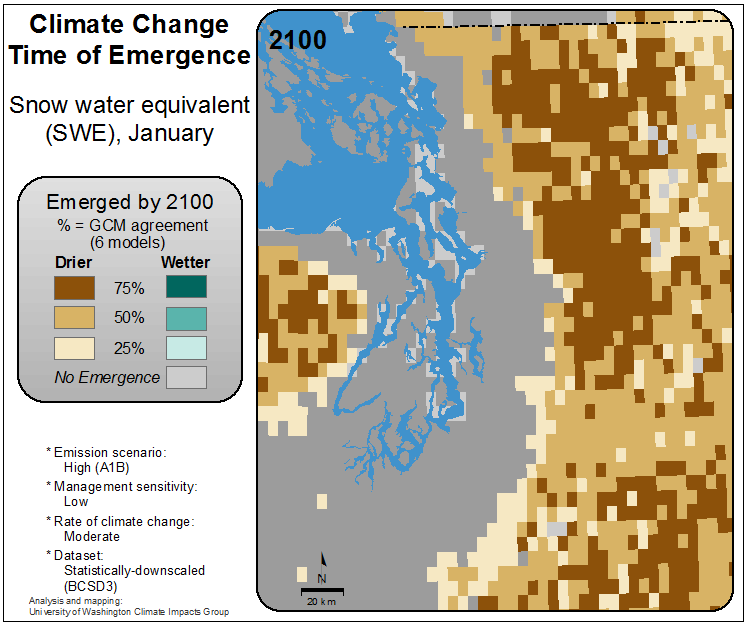 Climate Change
Time of Emergence
Snow water equivalent
(SWE), January
Emerged by 2100
% = GCM agreement
(6 models)
Drier Wetter
75%
50%
25%
No Emergence
* Emission scenario:
High (A1B)
* Management sensitivity:
Low
* Rate of climate change:
Moderate
* Dataset:
Statistically-downscaled
(BCSD3)
Analysis and mapping:
University of Washington Climate Impacts Group
2100
N
20 km